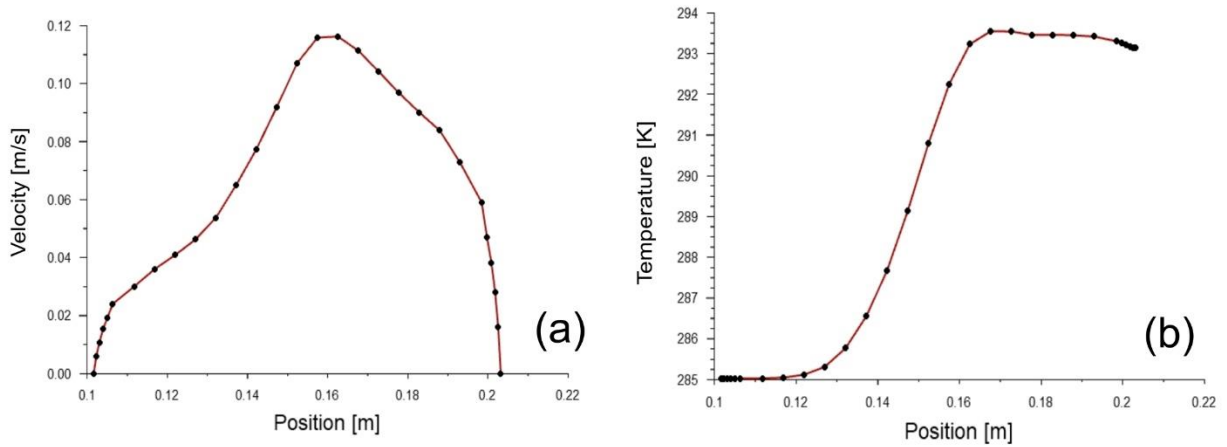 0.12
0.10
0.08
0.06
0.04
0.02
0.00
Velocity [m/s]
0.1 0.12 0.14 0.16 0.18 0.2 0.22
Position [m]
(a)
294
293
292
291
290
289
288
287
286
285
Temperature [K]
0.1 0.12 0.14 0.16 0.18 0.2 0.22
Position [m]
(b)